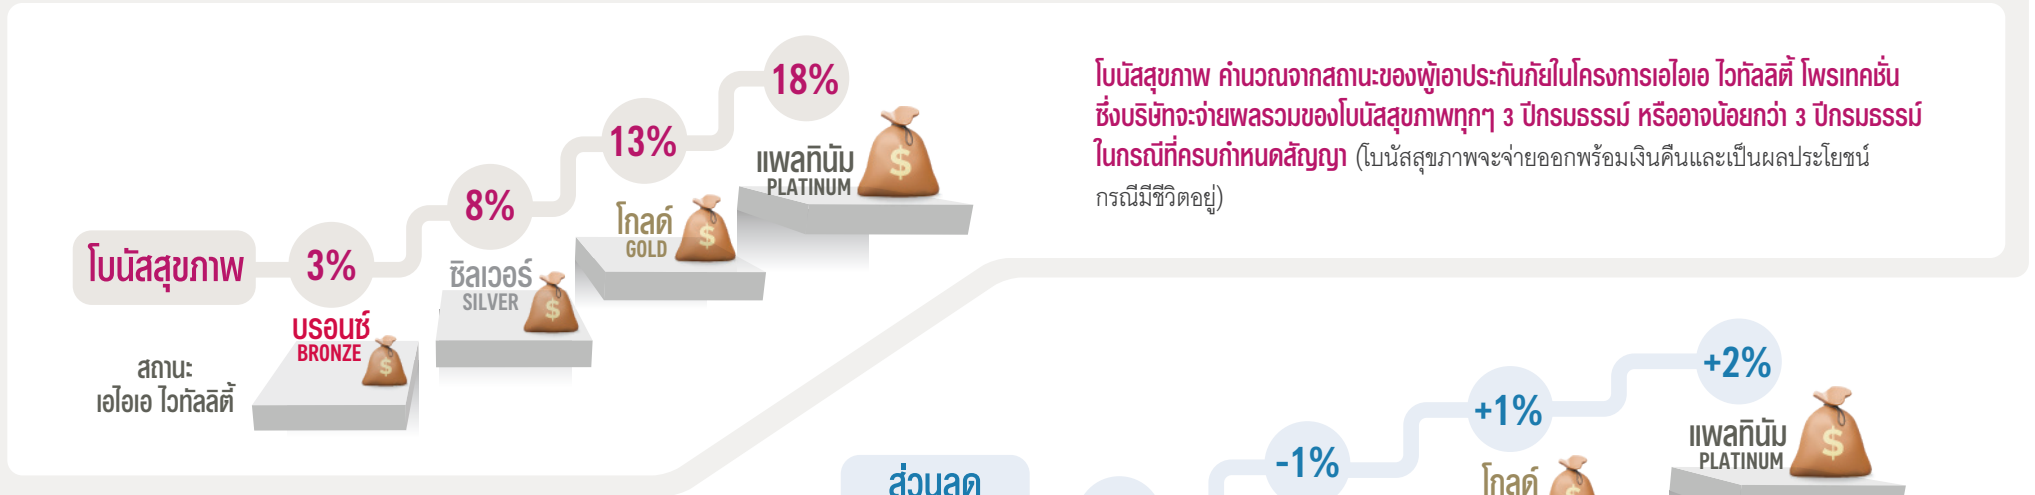 18%
13%
8%
3%
โบนัสสุขภาพ
แพลทินัม
PLATINUM
โกลด์
GOLD
ซิลเวอร์
SILVER
บรอนซ์
BRONZE
สถานะ
เอไอเอ ไวทัลลิตี้
โบนัสสุขภาพ คำนวณจากสถานะของผู้เอาประกันภัยในโครงการเอไอเอ ไวทัลลิตี้ โพรเทคชั่น
ซึ่งบริษัทจะจ่ายผลรวมของโบนัสสุขภาพทุกๆ 3 ปีกรมธรรม์ หรืออาจน้อยกว่า 3 ปีกรมธรรม์
ในกรณีที่ครบกำหนดสัญญา (โบนัสสุขภาพจะจ่ายออกพร้อมเงินคืนและเป็นผลประโยชน์
กรณีมีชีวิตอยู่)
+2%
+1%
-1%
แพลทินัม
PLATINUM
โกลด์
ส่วนลด